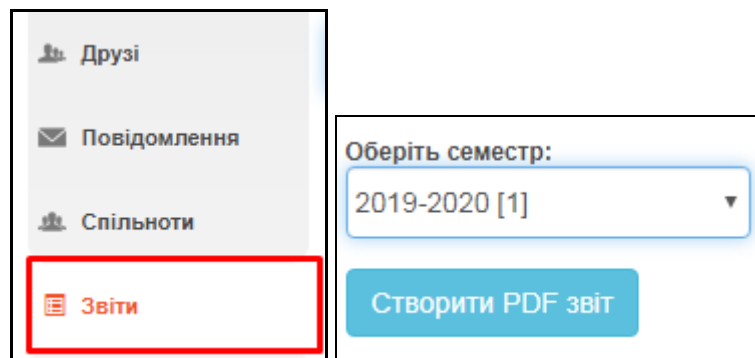 Друзі
Повідомлення
Спільноти
Звіти
Оберіть семестр:
2019-2020 [1]
Створити PDF звіт